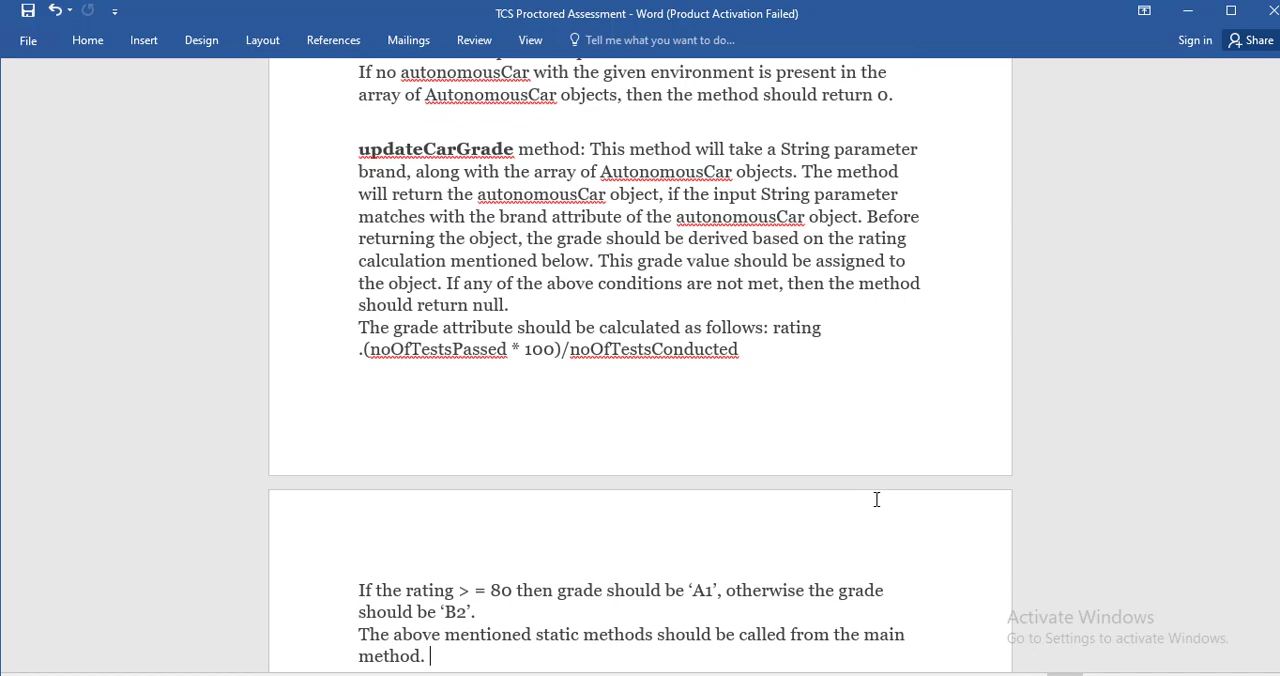 TCS Proctored Assessment - Word (Product Activation Failed)
File Home Insert Design Layout References Mailings Review View Tell me what you want to do... Sign in Share
If no autonomousCar with the given environment is present in the
array of AutonomousCar objects, then the method should return 0.
updateCarGrade method: This method will take a String parameter
brand, along with the array of AutonomousCar objects. The method
will return the autonomousCar object, if the input String parameter
matches with the brand attribute of the autonomousCar object. Before
returning the object, the grade should be derived based on the rating
calculation mentioned below. This grade value should be assigned to
the object. If any of the above conditions are not met, then the method
should return null.
The grade attribute should be calculated as follows: rating
.(noOfTestsPassed * 100)/noOfTestsConducted
If the rating > = 80 then grade should be ‘A1’, otherwise the grade
should be ‘B2’.
The above mentioned static methods should be called from the main
method.
Activate Windows
Go to Settings to activate Windows.